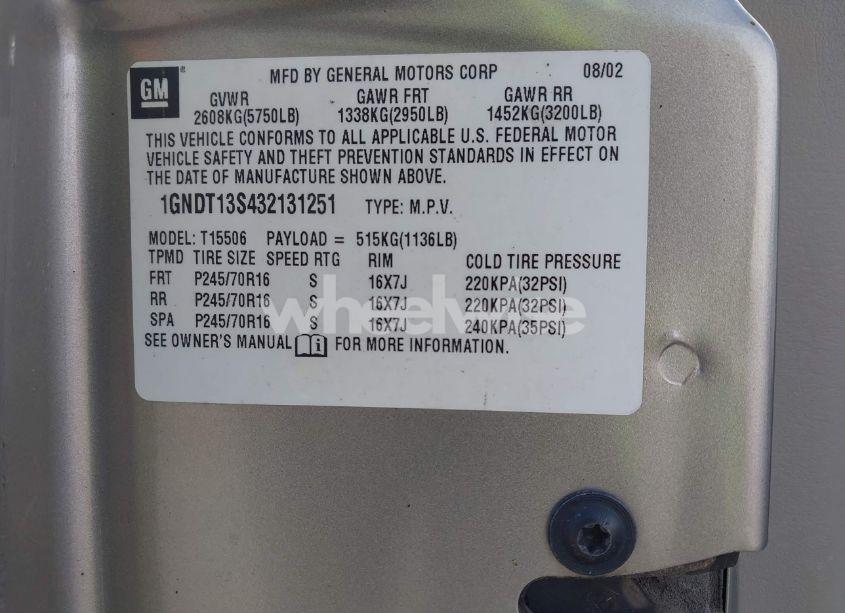 GM
MFD BY GENERAL MOTORS CORP 08/02
GVWR GAWR FRT GAWR RR
2608KG(5750LB) 1338KG(2950LB) 1452KG(3200LB)
THIS VEHICLE CONFORMS TO ALL APPLICABLE U.S. FEDERAL MOTOR
VEHICLE SAFETY AND THEFT PREVENTION STANDARDS IN EFFECT ON
THE DATE OF MANUFACTURE SHOWN ABOVE.
1GNDT13S432131251 TYPE: M.P.V.
MODEL: T15506 PAYLOAD = 515KG(1136LB)
TPMD TIRE SIZE SPEED RTG RIM COLD TIRE PRESSURE
FRT P245/70R16 S 16X7J 220KPA(32PSI)
RR P245/70R16 S 16X7J 220KPA(32PSI)
SPA P245/70R16 S 16X7J 240KPA(35PSI)
SEE OWNER'S MANUAL i FOR MORE INFORMATION.
wheelwise